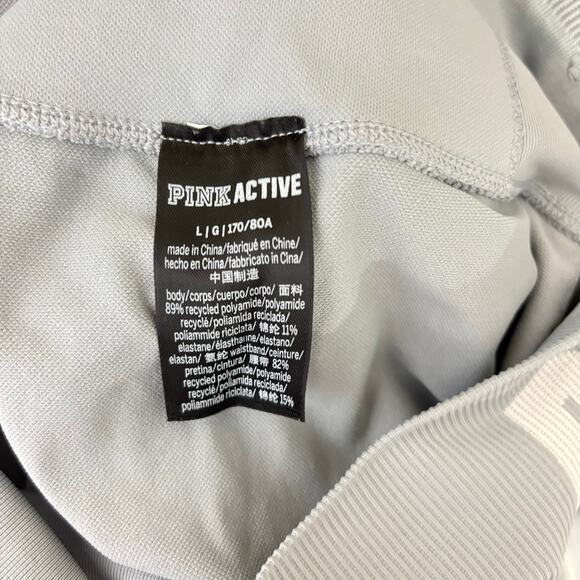 PINK ACTIVE
L | G | 170/80A
made in China/fabriqué en Chine/
hecho en China/fabbricato in Cina/
中国制造
body/corps/cuerpo/corpo/ 面料
89% recycled polyamide/polyamide
recyclé/poliamida reciclada/
poliammide riciclata/ 锦纶 11%
elastane/élasthanne/elastano/
elastan/ 氨纶 waistband/ceinture/
pretina/cintura/ 腰带 82%
recycled polyamide/polyamide
recyclé/poliamida reciclada/
poliammide riciclata/ 锦纶 15%